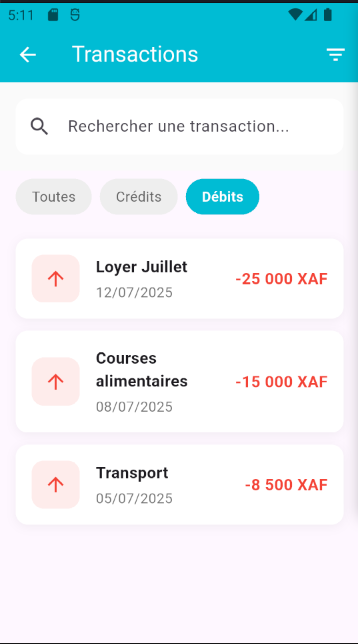 5:11
Transactions
Rechercher une transaction...
Toutes Crédits Débits
Loyer Juillet
-25 000 XAF
12/07/2025
Courses
alimentaires
-15 000 XAF
08/07/2025
Transport
-8 500 XAF
05/07/2025